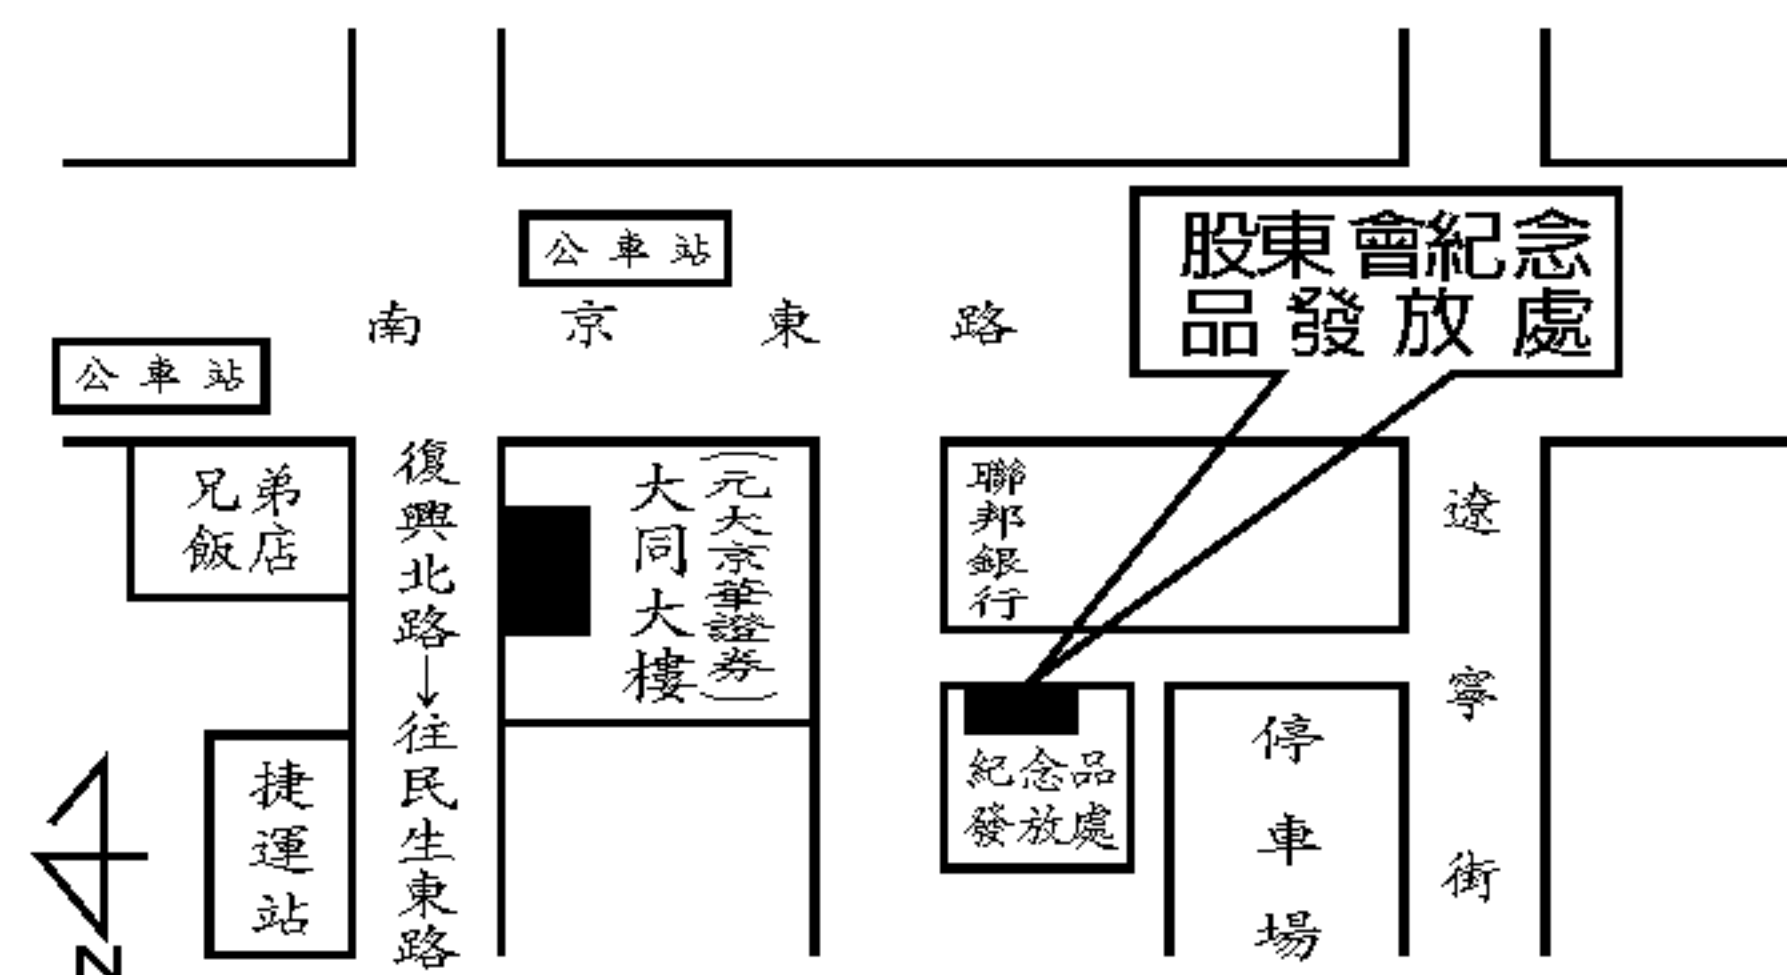 公車站
股東會紀念
品發放處
南京東路
公車站
兄弟
飯店
復興北路→往民生東路
大同大樓
(元大京華證券)
聯邦銀行
遼寧街
捷運站
紀念品
發放處
停車場
N